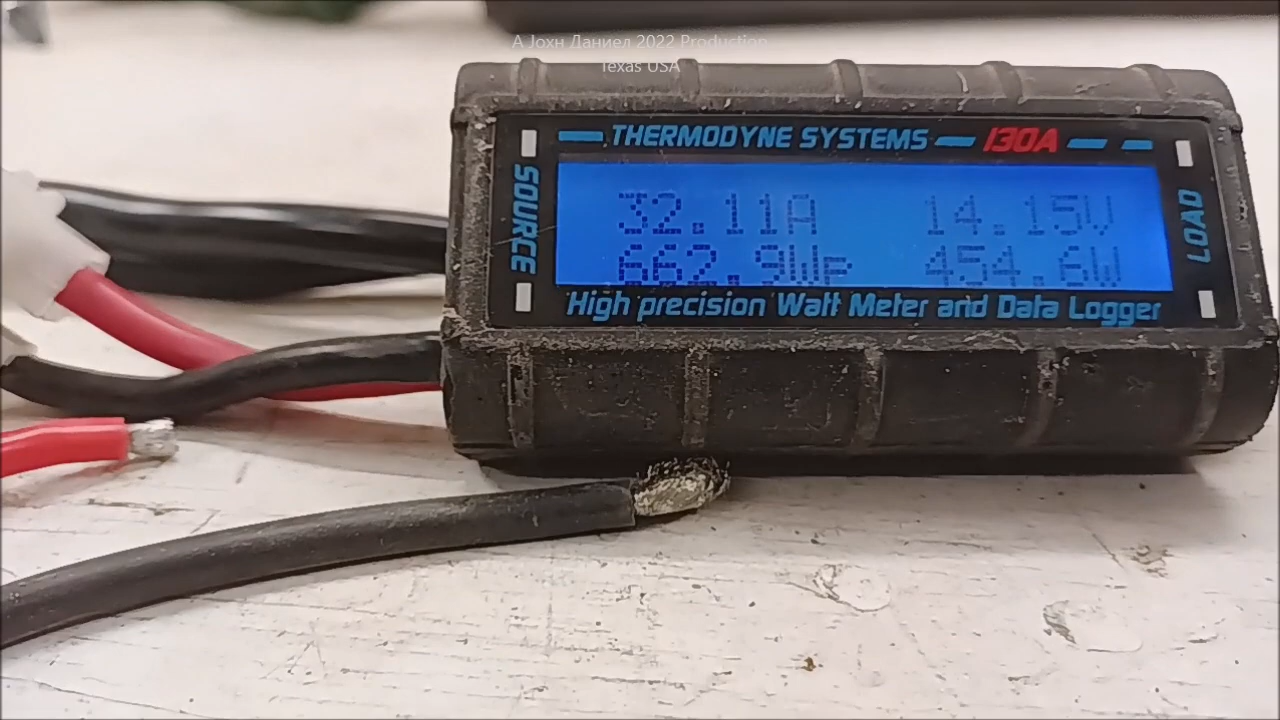 A Јохн Даниел 2022 Production
Texas USA
THERMODYNE SYSTEMS 130A
SOURCE
32.11A 14.15V
662.9Wp 454.6W
LOAD
High precision Watt Meter and Data Logger